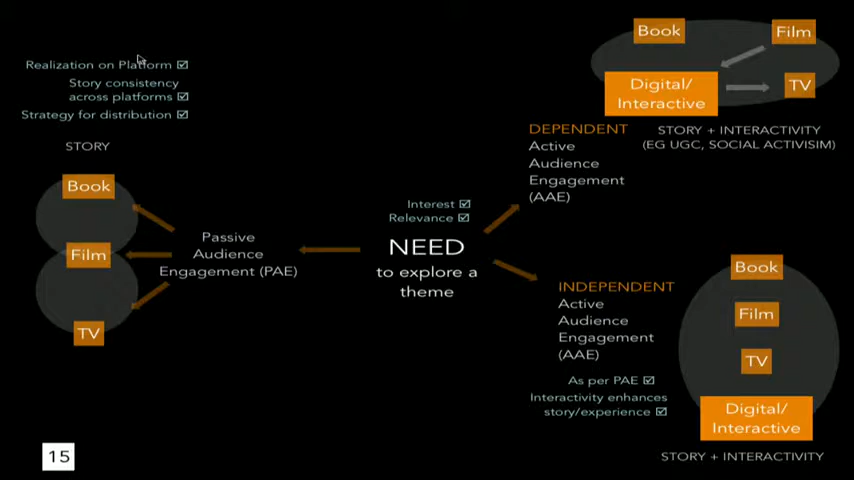 Realization on Platform
Story consistency
across platforms
Strategy for distribution
STORY
Book
Film
TV
Passive
Audience
Engagement (PAE)
Interest
Relevance
NEED
to explore a
theme
DEPENDENT
Active
Audience
Engagement
(AAE)
Book
Film
Digital/
Interactive
TV
STORY + INTERACTIVITY
(EG UGC, SOCIAL ACTIVISIM)
INDEPENDENT
Active
Audience
Engagement
(AAE)
As per PAE
Interactivity enhances
story/experience
Book
Film
TV
Digital/
Interactive
STORY + INTERACTIVITY
15